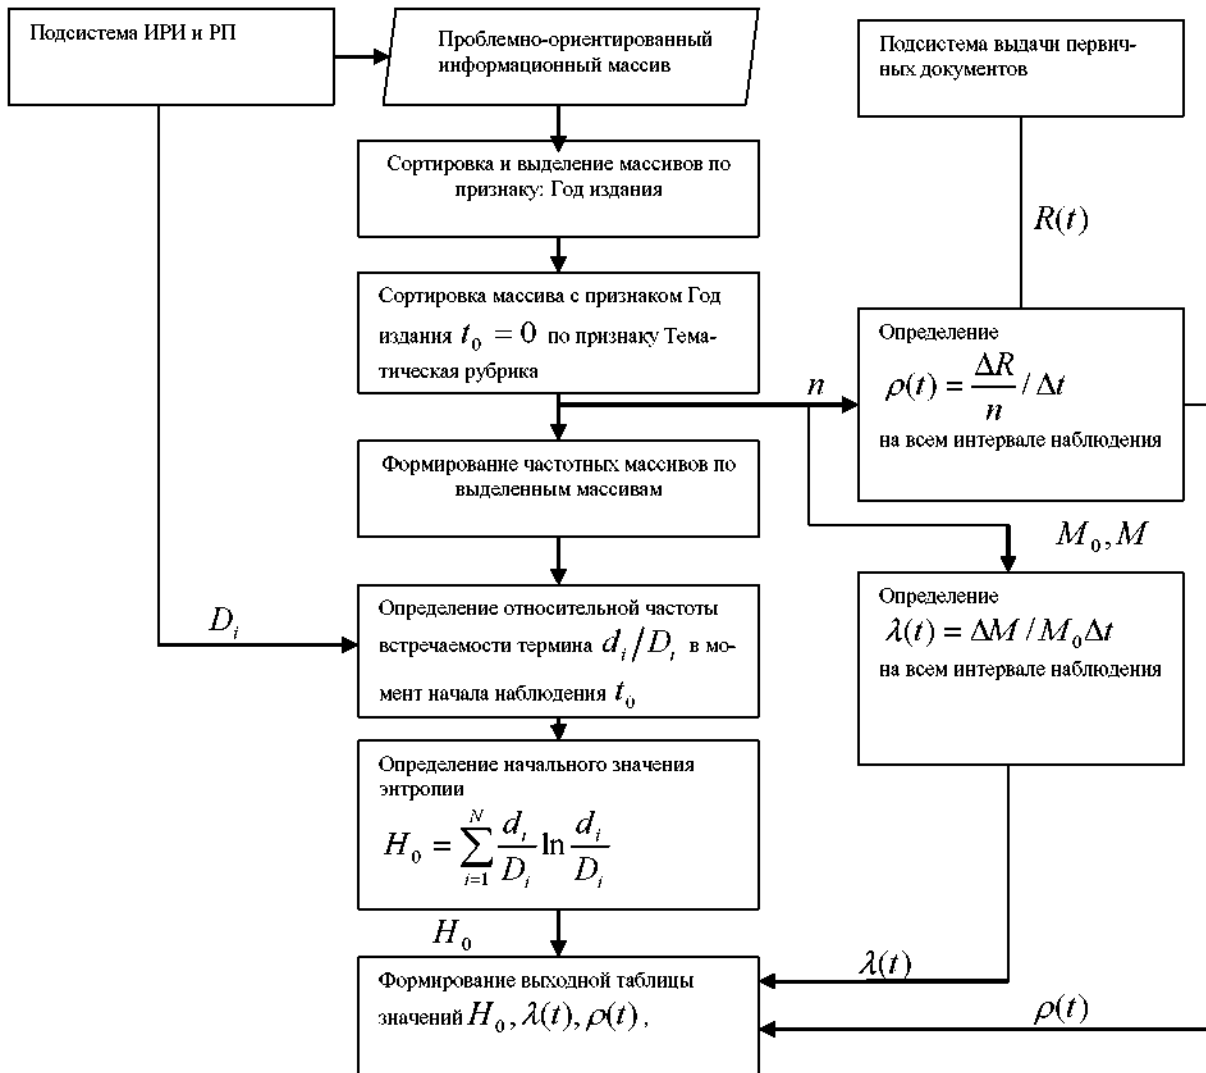 Подсистема ИРИ и РП
Проблемно-ориентированный
информационный массив
Подсистема выдачи первич-
ных документов
Сортировка и выделение массивов по
признаку: Год издания
R(t)
Сортировка массива с признаком Год
издания t₀ = 0 по признаку Тема-
тическая рубрика
n
Определение
ρ(t) = ΔR/n / Δt
на всем интервале наблюдения
Формирование частотных массивов по
выделенным массивам
M₀, M
Определение
λ(t) = ΔM / M₀Δt
на всем интервале наблюдения
Dᵢ
Определение относительной частоты
встречаемости термина dᵢ/Dᵢ в мо-
мент начала наблюдения t₀
Определение начального значения
энтропии
H₀ = ∑ᵢ₌₁ᴺ dᵢ/Dᵢ ln dᵢ/Dᵢ
H₀
λ(t)
Формирование выходной таблицы
значений H₀, λ(t), ρ(t),
ρ(t)